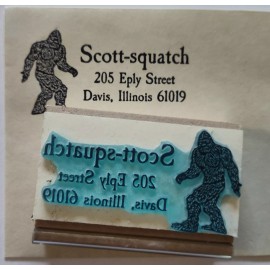 Scott-squatch
205 Eply Street
Davis, Illinois 61019
Scott-squatch
205 Eply Street
Davis, Illinois 61019